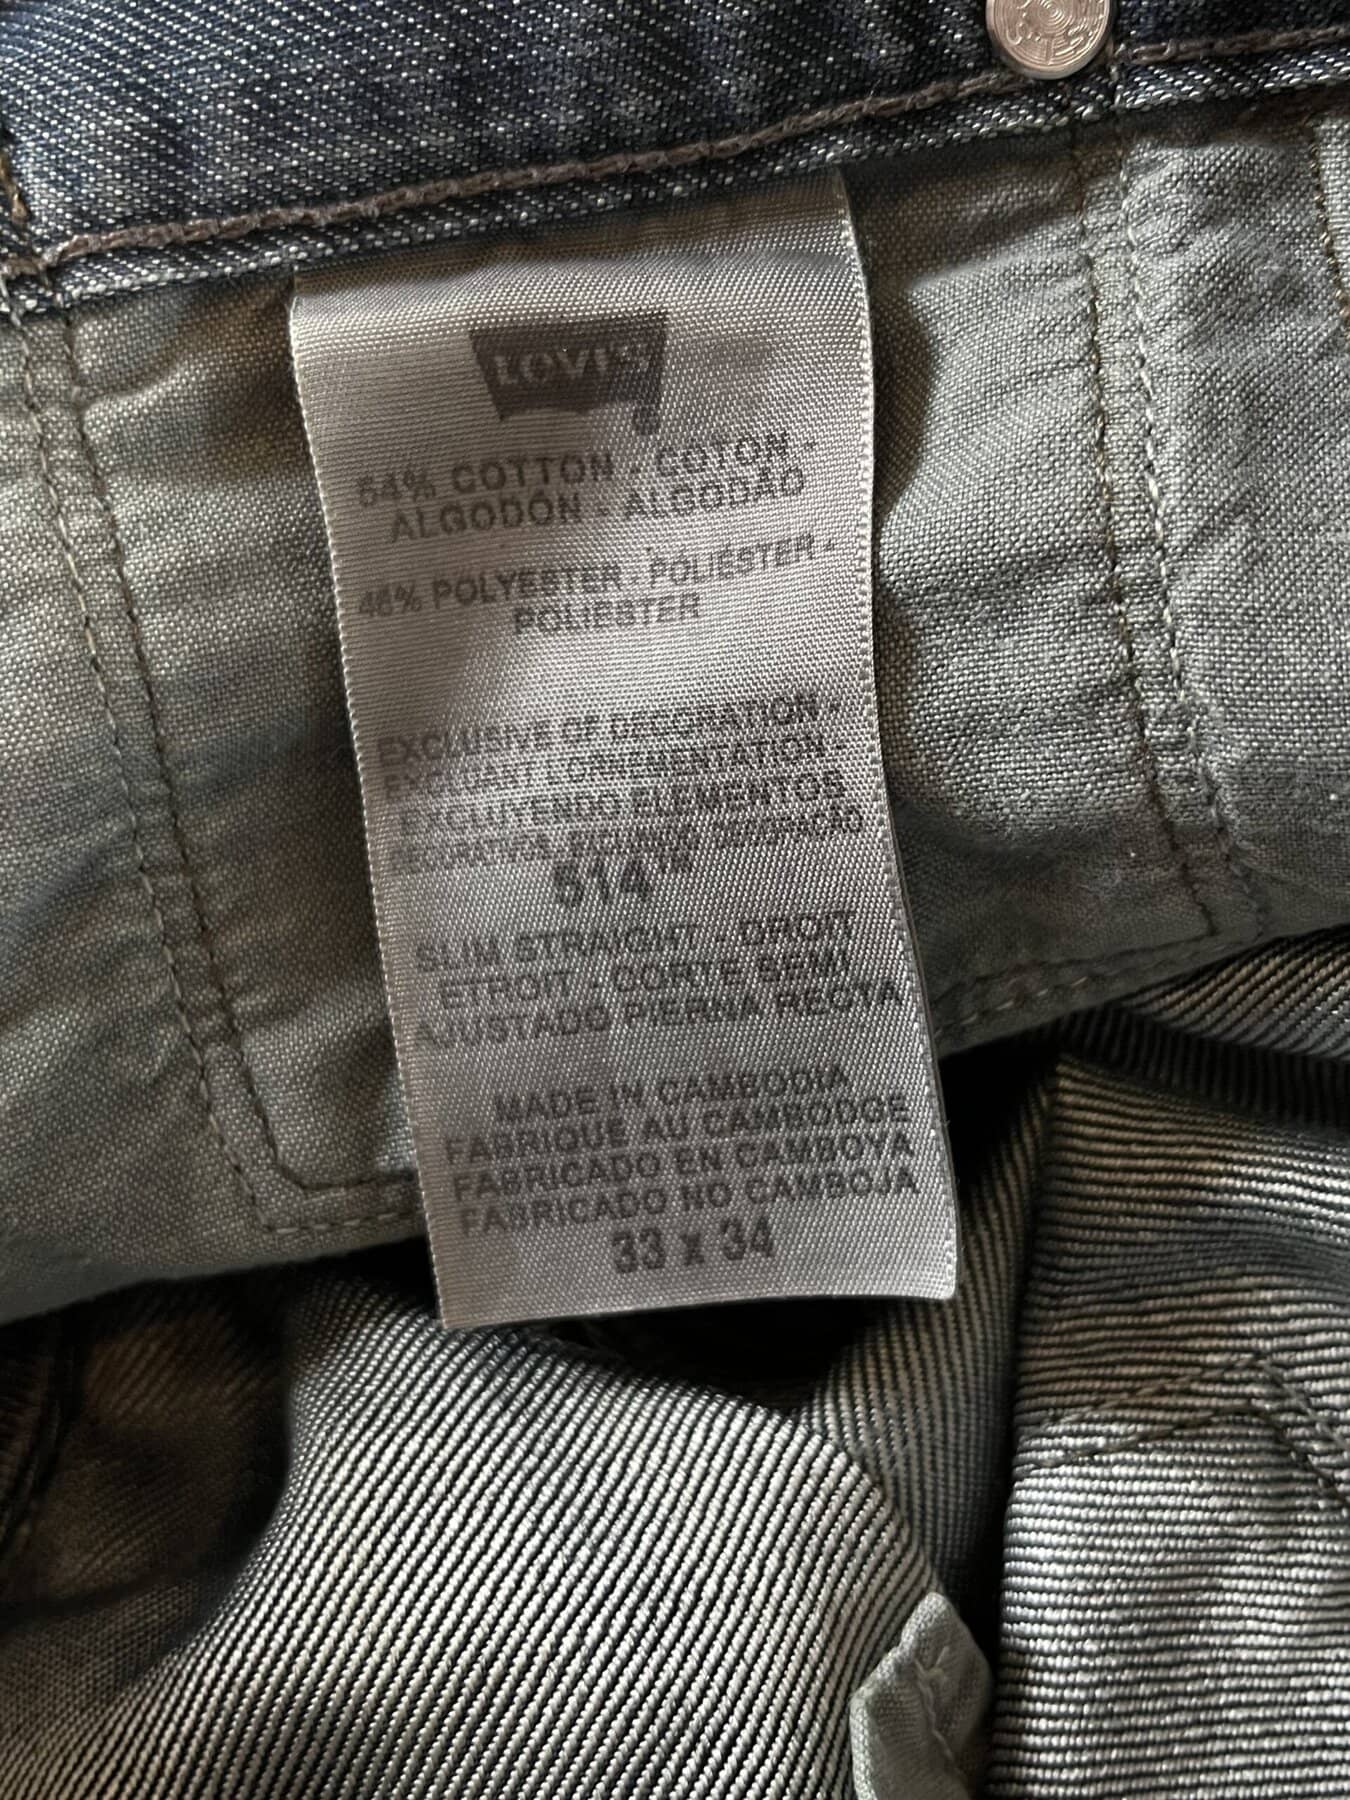 LEVI'S
54% COTTON - COTON -
ALGODÓN - ALGODÃO
46% POLYESTER - POLIÉSTER -
POLIESTER
EXCLUSIVE OF DECORATION -
EXCLUANT L'ORNEMENTATION -
EXCLUYENDO ELEMENTOS
514™
SLIM STRAIGHT - DROIT
ETROIT - CORTE SEMI
AJUSTADO PIERNA RECTA
MADE IN CAMBODIA
FABRIQUE AU CAMBODGE
FABRICADO EN CAMBOYA
FABRICADO NO CAMBOJA
33 x 34